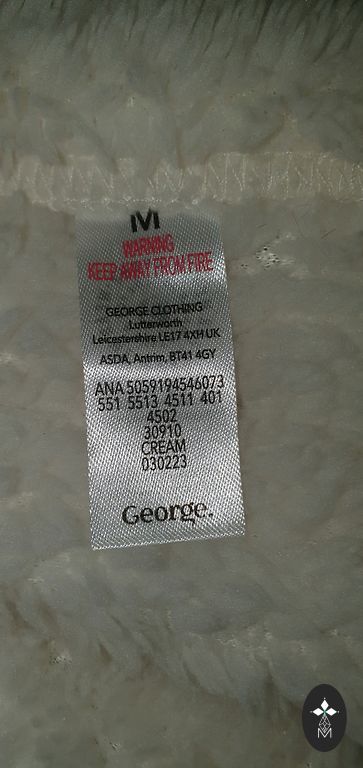 M
WARNING
KEEP AWAY FROM FIRE
GEORGE CLOTHING
Lutterworth
Leicestershire LE17 4XH UK
ASDA, Antrim, BT41 4GY
ANA 5059194546073
551 5513 4511 401
4502
30910
CREAM
030223
George.
M